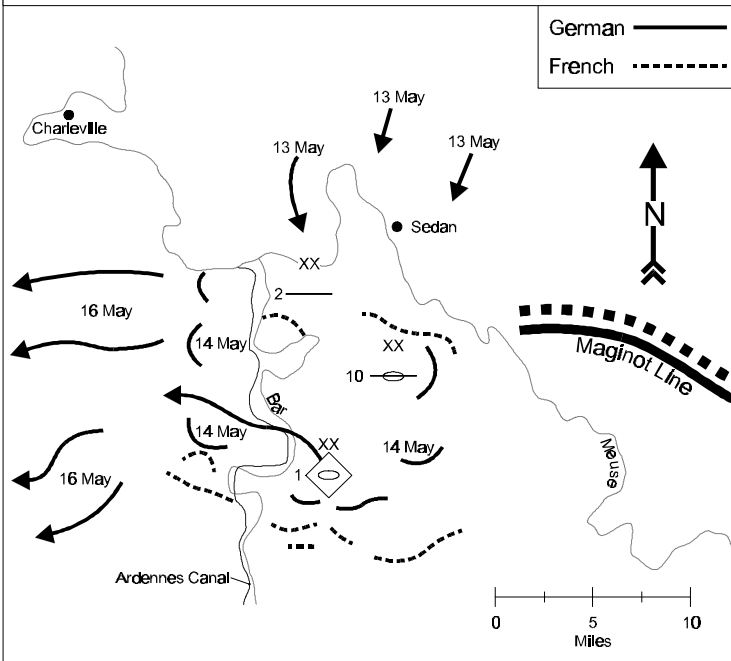 German
French
13 May
Charleville
13 May
13 May
N
Sedan
XX
2
16 May
14 May
XX
10
Maginot Line
Bar
14 May
XX
14 May
Meuse
16 May
1
Ardennes Canal
0 5 10
Miles